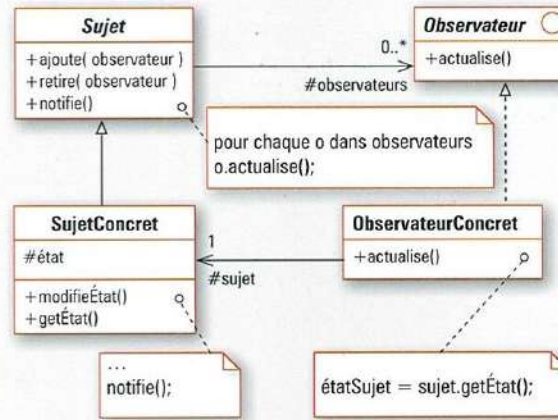 Sujet
+ajoute( observateur )
+retire( observateur )
+notifie()
0..*
#observateurs
Observateur
+actualise()
pour chaque o dans observateurs
o.actualise();
SujetConcret
#état
+modifieÉtat()
+getÉtat()
1
#sujet
ObservateurConcret
+actualise()
...
notifie();
étatSujet = sujet.getÉtat();